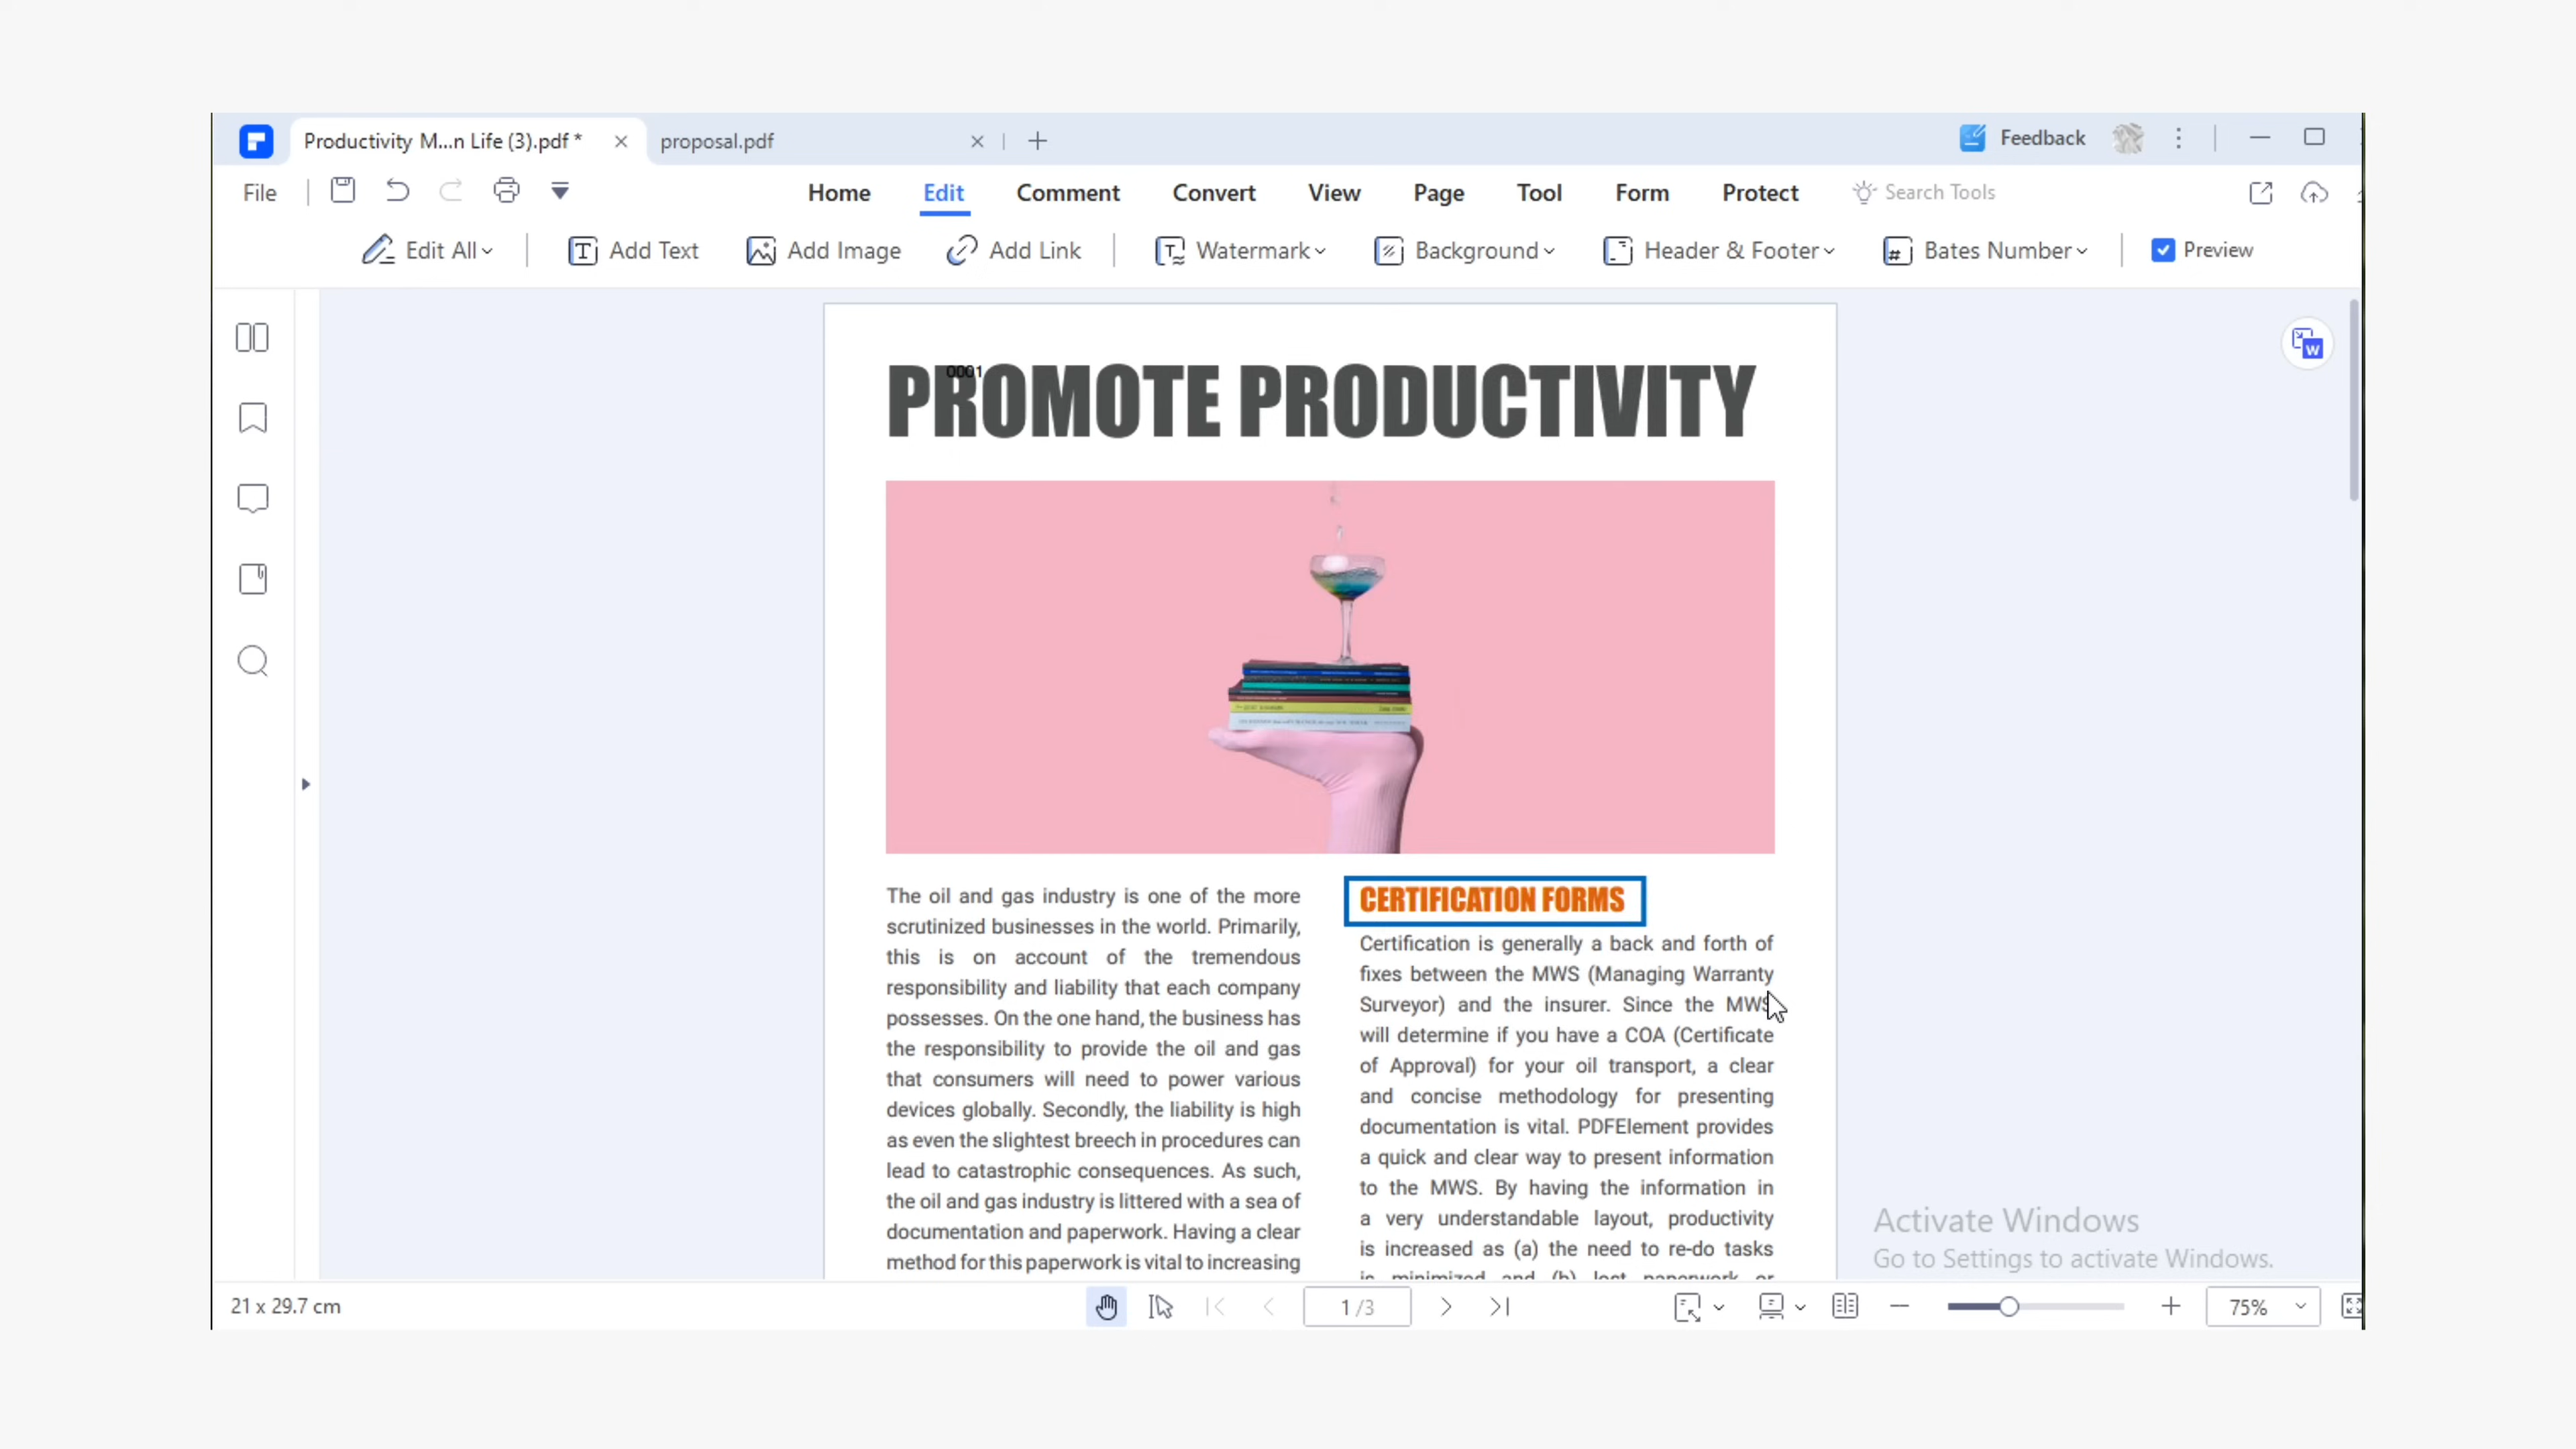 Productivity M...n Life (3).pdf *
proposal.pdf
Feedback
File
Home
Edit
Comment
Convert
View
Page
Tool
Form
Protect
Search Tools
Edit All
Add Text
Add Image
Add Link
Watermark
Background
Header & Footer
Bates Number
Preview
0001
PROMOTE PRODUCTIVITY
The oil and gas industry is one of the more
scrutinized businesses in the world. Primarily,
this is on account of the tremendous
responsibility and liability that each company
possesses. On the one hand, the business has
the responsibility to provide the oil and gas
that consumers will need to power various
devices globally. Secondly, the liability is high
as even the slightest breech in procedures can
lead to catastrophic consequences. As such,
the oil and gas industry is littered with a sea of
documentation and paperwork. Having a clear
method for this paperwork is vital to increasing
CERTIFICATION FORMS
Certification is generally a back and forth of
fixes between the MWS (Managing Warranty
Surveyor) and the insurer. Since the MWS
will determine if you have a COA (Certificate
of Approval) for your oil transport, a clear
and concise methodology for presenting
documentation is vital. PDFElement provides
a quick and clear way to present information
to the MWS. By having the information in
a very understandable layout, productivity
is increased as (a) the need to re-do tasks
is minimized and (b) lost paperwork or
Activate Windows
Go to Settings to activate Windows.
21 x 29.7 cm
1 /3
75%